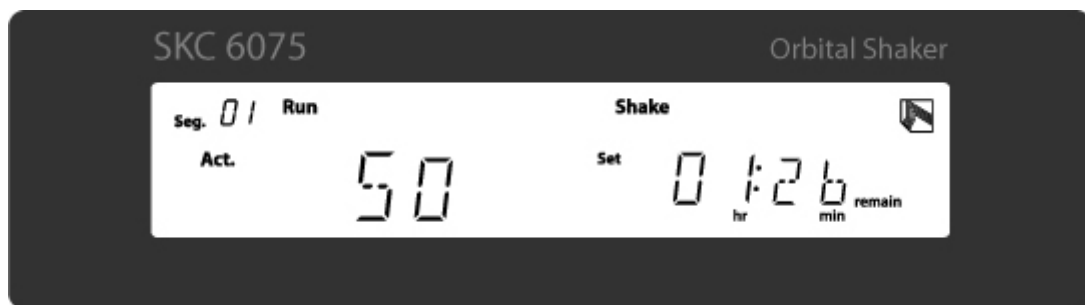 SKC 6075 Orbital Shaker
Seg. 01 Run Shake
Act. 50 Set 01:26 remain
hr min